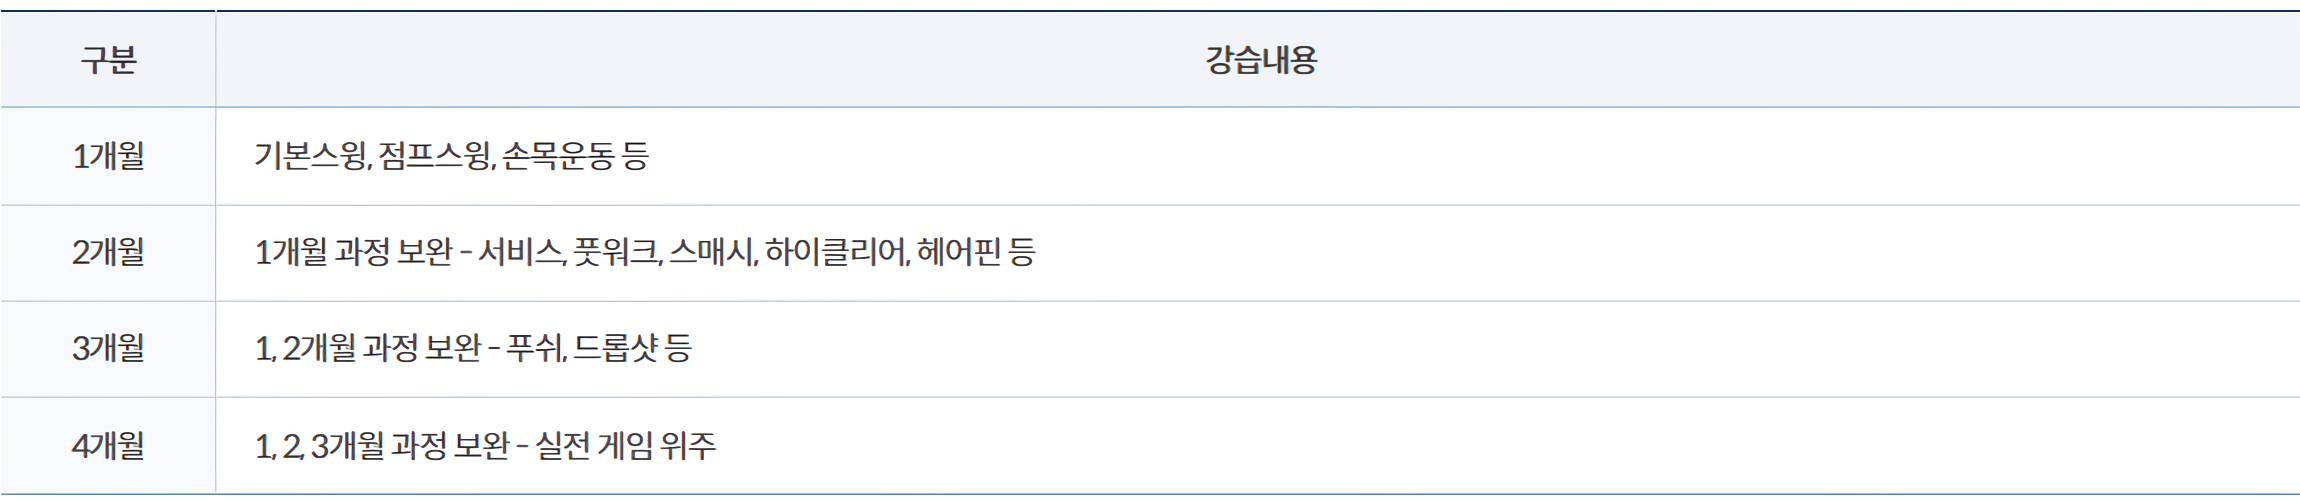 구분 강습내용
1개월 기본스윙, 점프스윙, 손목운동 등
2개월 1개월 과정 보완 - 서비스, 풋워크, 스매시, 하이클리어, 헤어핀 등
3개월 1, 2개월 과정 보완 - 푸쉬, 드롭샷 등
4개월 1, 2, 3개월 과정 보완 - 실전 게임 위주